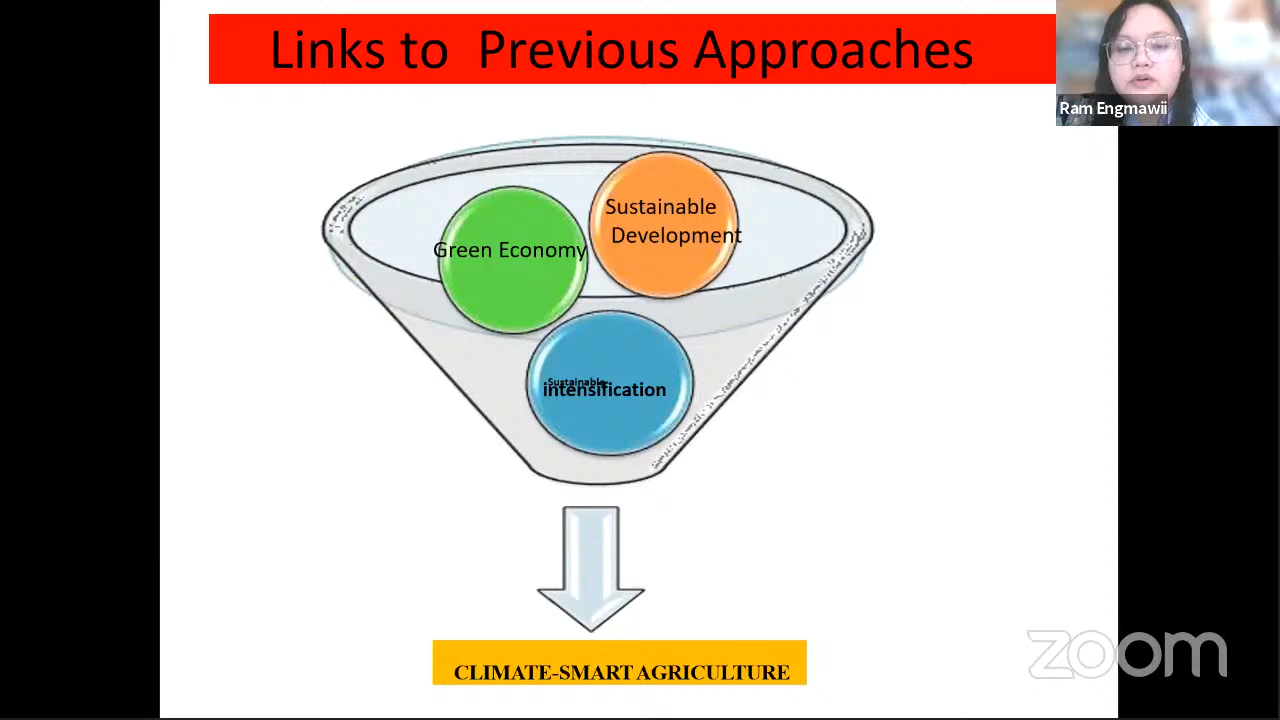 Links to Previous Approaches
Ram Engmawii
Sustainable
Development
Green Economy
Sustainable
intensification
CLIMATE-SMART AGRICULTURE
zoom